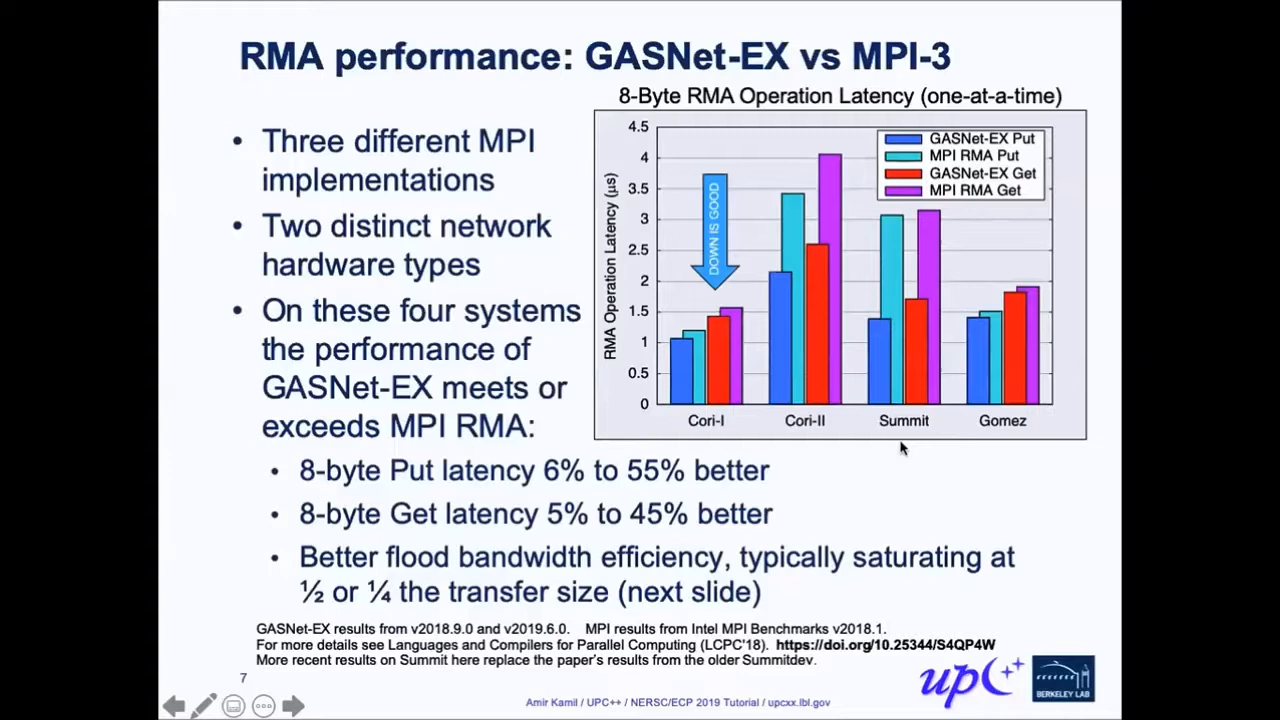 RMA performance: GASNet-EX vs MPI-3
• Three different MPI
implementations
• Two distinct network
hardware types
• On these four systems
the performance of
GASNet-EX meets or
exceeds MPI RMA:
• 8-byte Put latency 6% to 55% better
• 8-byte Get latency 5% to 45% better
• Better flood bandwidth efficiency, typically saturating at
½ or ¼ the transfer size (next slide)
8-Byte RMA Operation Latency (one-at-a-time)
RMA Operation Latency (µs)
4.5
4
3.5
3
2.5
2
1.5
1
0.5
0
DOWN IS GOOD
GASNet-EX Put
MPI RMA Put
GASNet-EX Get
MPI RMA Get
Cori-I Cori-II Summit Gomez
GASNet-EX results from v2018.9.0 and v2019.6.0. MPI results from Intel MPI Benchmarks v2018.1.
For more details see Languages and Compilers for Parallel Computing (LCPC'18). https://doi.org/10.25344/S4QP4W
More recent results on Summit here replace the paper's results from the older Summitdev.
7
Amir Kamil / UPC++ / NERSC/ECP 2019 Tutorial / upcxx.lbl.gov
upC++
BERKELEY LAB